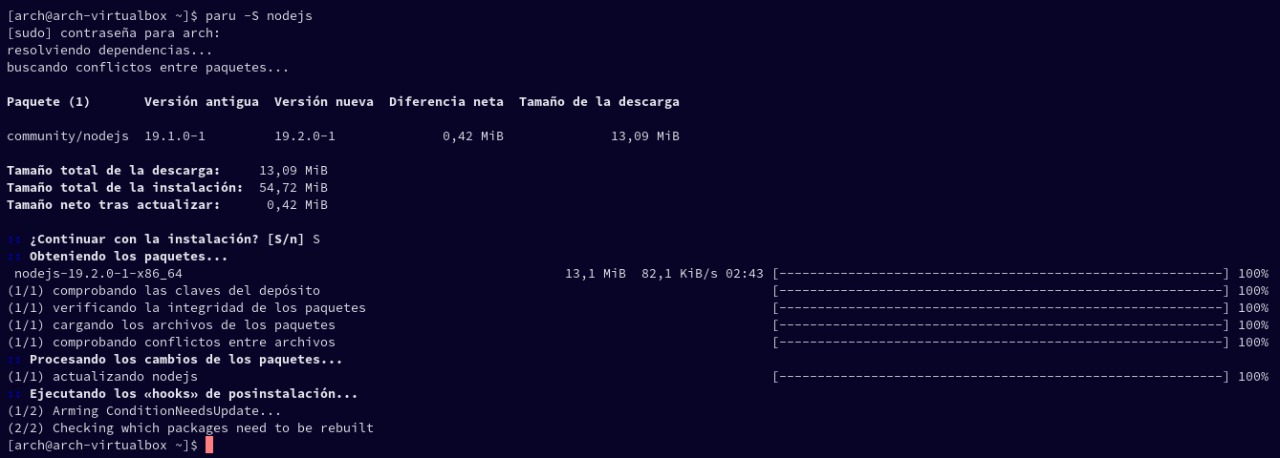 [arch@arch-virtualbox ~]$ paru -S nodejs
[sudo] contraseña para arch:
resolviendo dependencias...
buscando conflictos entre paquetes...
Paquete (1)       Versión antigua  Versión nueva  Diferencia neta  Tamaño de la descarga
community/nodejs  19.1.0-1         19.2.0-1              0,42 MiB              13,09 MiB
Tamaño total de la descarga:     13,09 MiB
Tamaño total de la instalación:  54,72 MiB
Tamaño neto tras actualizar:      0,42 MiB
:: ¿Continuar con la instalación? [S/n] S
:: Obteniendo los paquetes...
 nodejs-19.2.0-1-x86_64                                                  13,1 MiB  82,1 KiB/s 02:43 [----------------------------------------------------------] 100%
(1/1) comprobando las claves del depósito                                                           [----------------------------------------------------------] 100%
(1/1) verificando la integridad de los paquetes                                                     [----------------------------------------------------------] 100%
(1/1) cargando los archivos de los paquetes                                                         [----------------------------------------------------------] 100%
(1/1) comprobando conflictos entre archivos                                                         [----------------------------------------------------------] 100%
:: Procesando los cambios de los paquetes...
(1/1) actualizando nodejs                                                                           [----------------------------------------------------------] 100%
:: Ejecutando los «hooks» de posinstalación...
(1/2) Arming ConditionNeedsUpdate...
(2/2) Checking which packages need to be rebuilt
[arch@arch-virtualbox ~]$